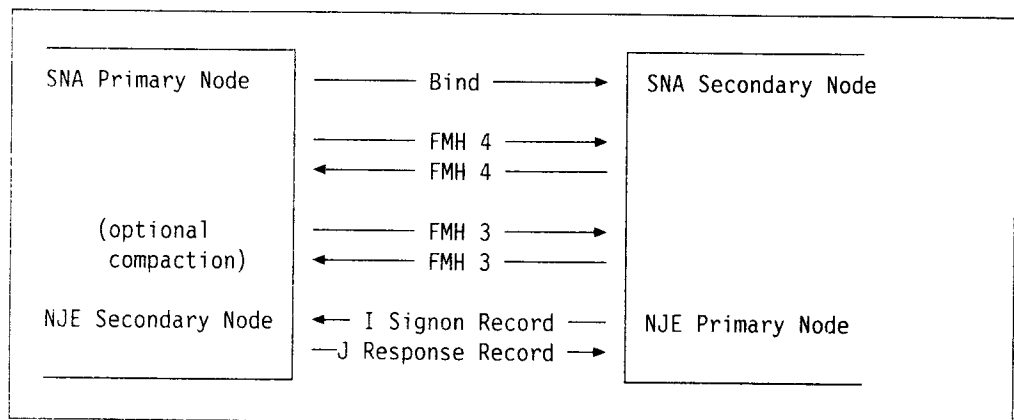 SNA Primary Node Bind SNA Secondary Node
FMH 4
FMH 4
(optional FMH 3
compaction) FMH 3
NJE Secondary Node I Signon Record NJE Primary Node
J Response Record